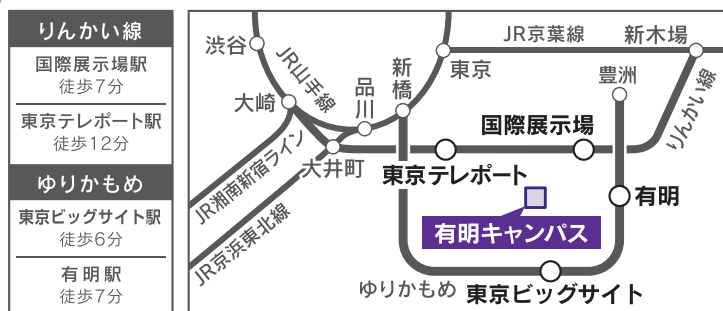 りんかい線
国際展示場駅
徒歩7分
東京テレポート駅
徒歩12分
ゆりかもめ
東京ビッグサイト駅
徒歩6分
有明駅
徒歩7分
渋谷
JR山手線
大崎
品川
新橋
東京
JR京葉線
新木場
豊洲
りんかい線
国際展示場
大井町
東京テレポート
JR湘南新宿ライン
JR京浜東北線
有明
有明キャンパス
ゆりかもめ
東京ビッグサイト